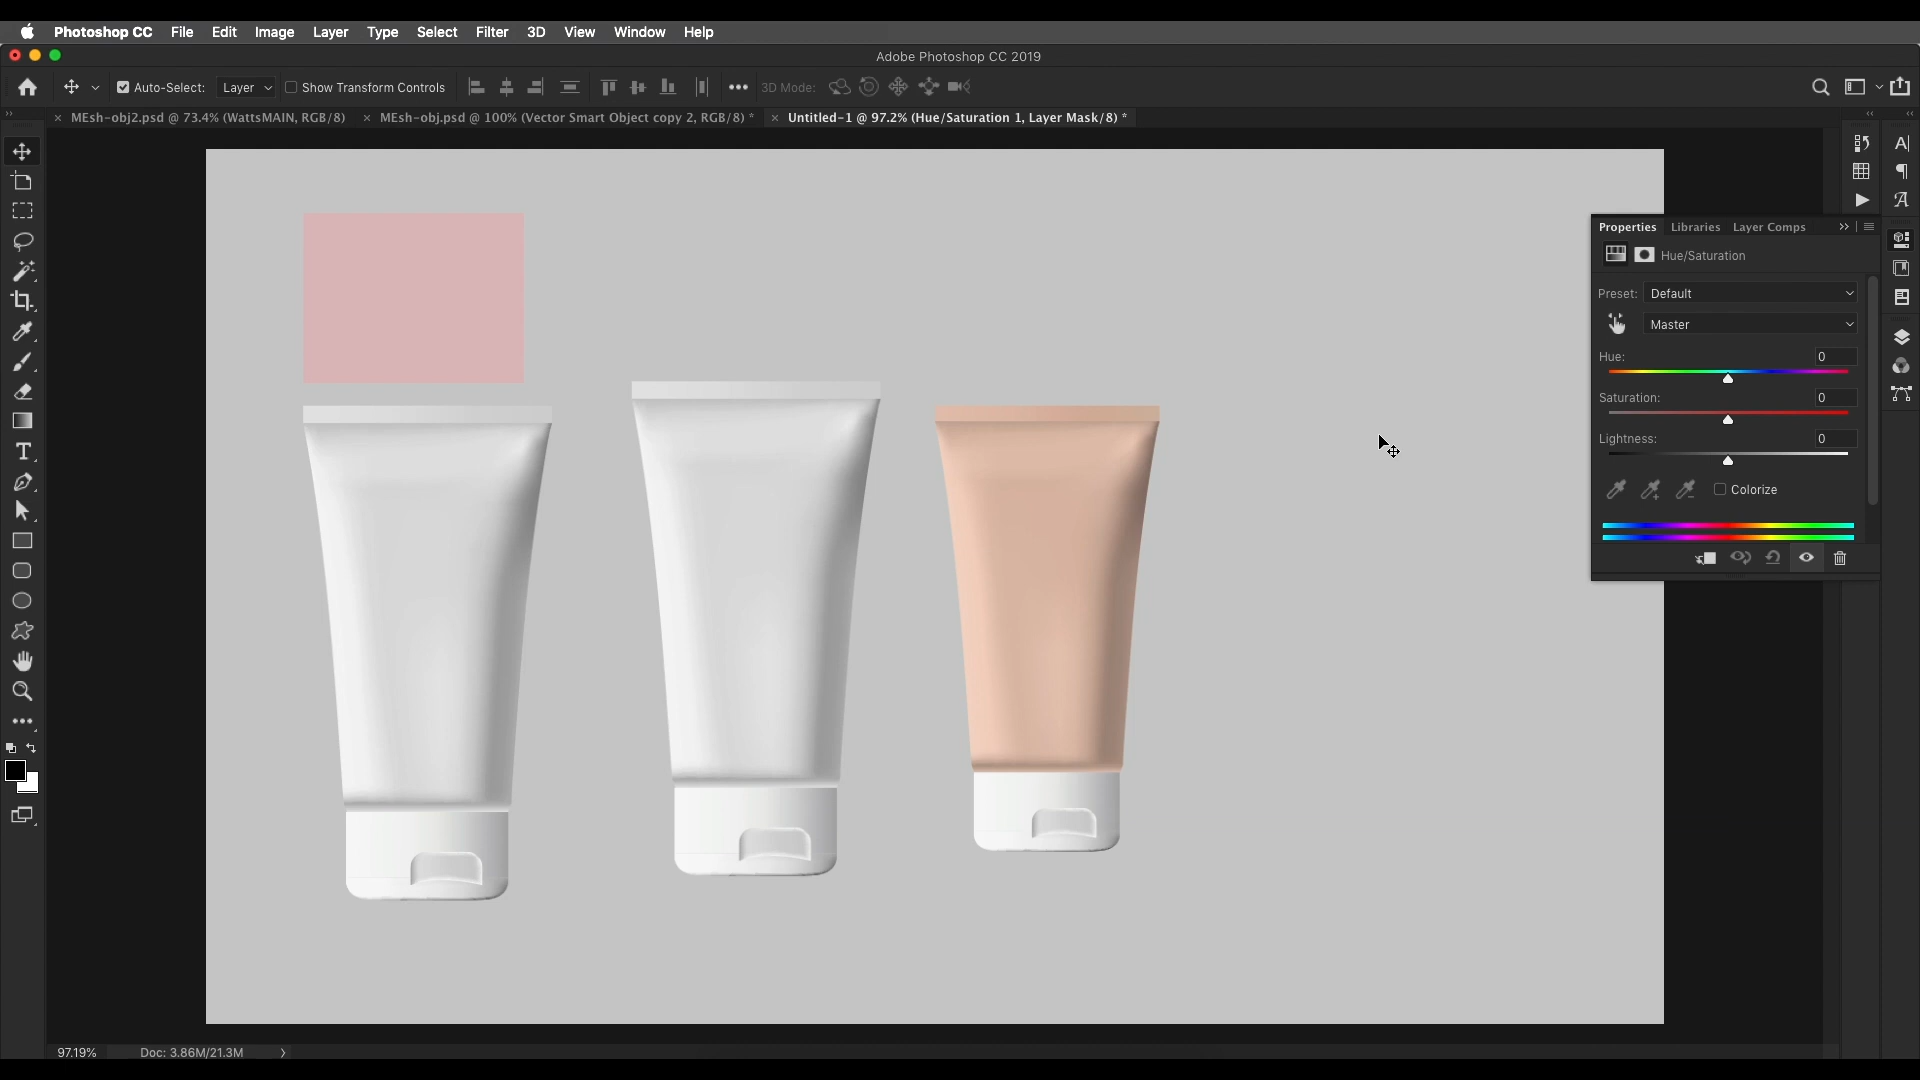 Photoshop CC File Edit Image Layer Type Select Filter 3D View Window Help
Adobe Photoshop CC 2019
Auto-Select: Layer Show Transform Controls 3D Mode:
MEsh-obj2.psd @ 73.4% (WattsMAIN, RGB/8) MEsh-obj.psd @ 100% (Vector Smart Object copy 2, RGB/8) * Untitled-1 @ 97.2% (Hue/Saturation 1, Layer Mask/8) *
Properties Libraries Layer Comps
Hue/Saturation
Preset: Default
Master
Hue: 0
Saturation: 0
Lightness: 0
Colorize
97.19% Doc: 3.86M/21.3M